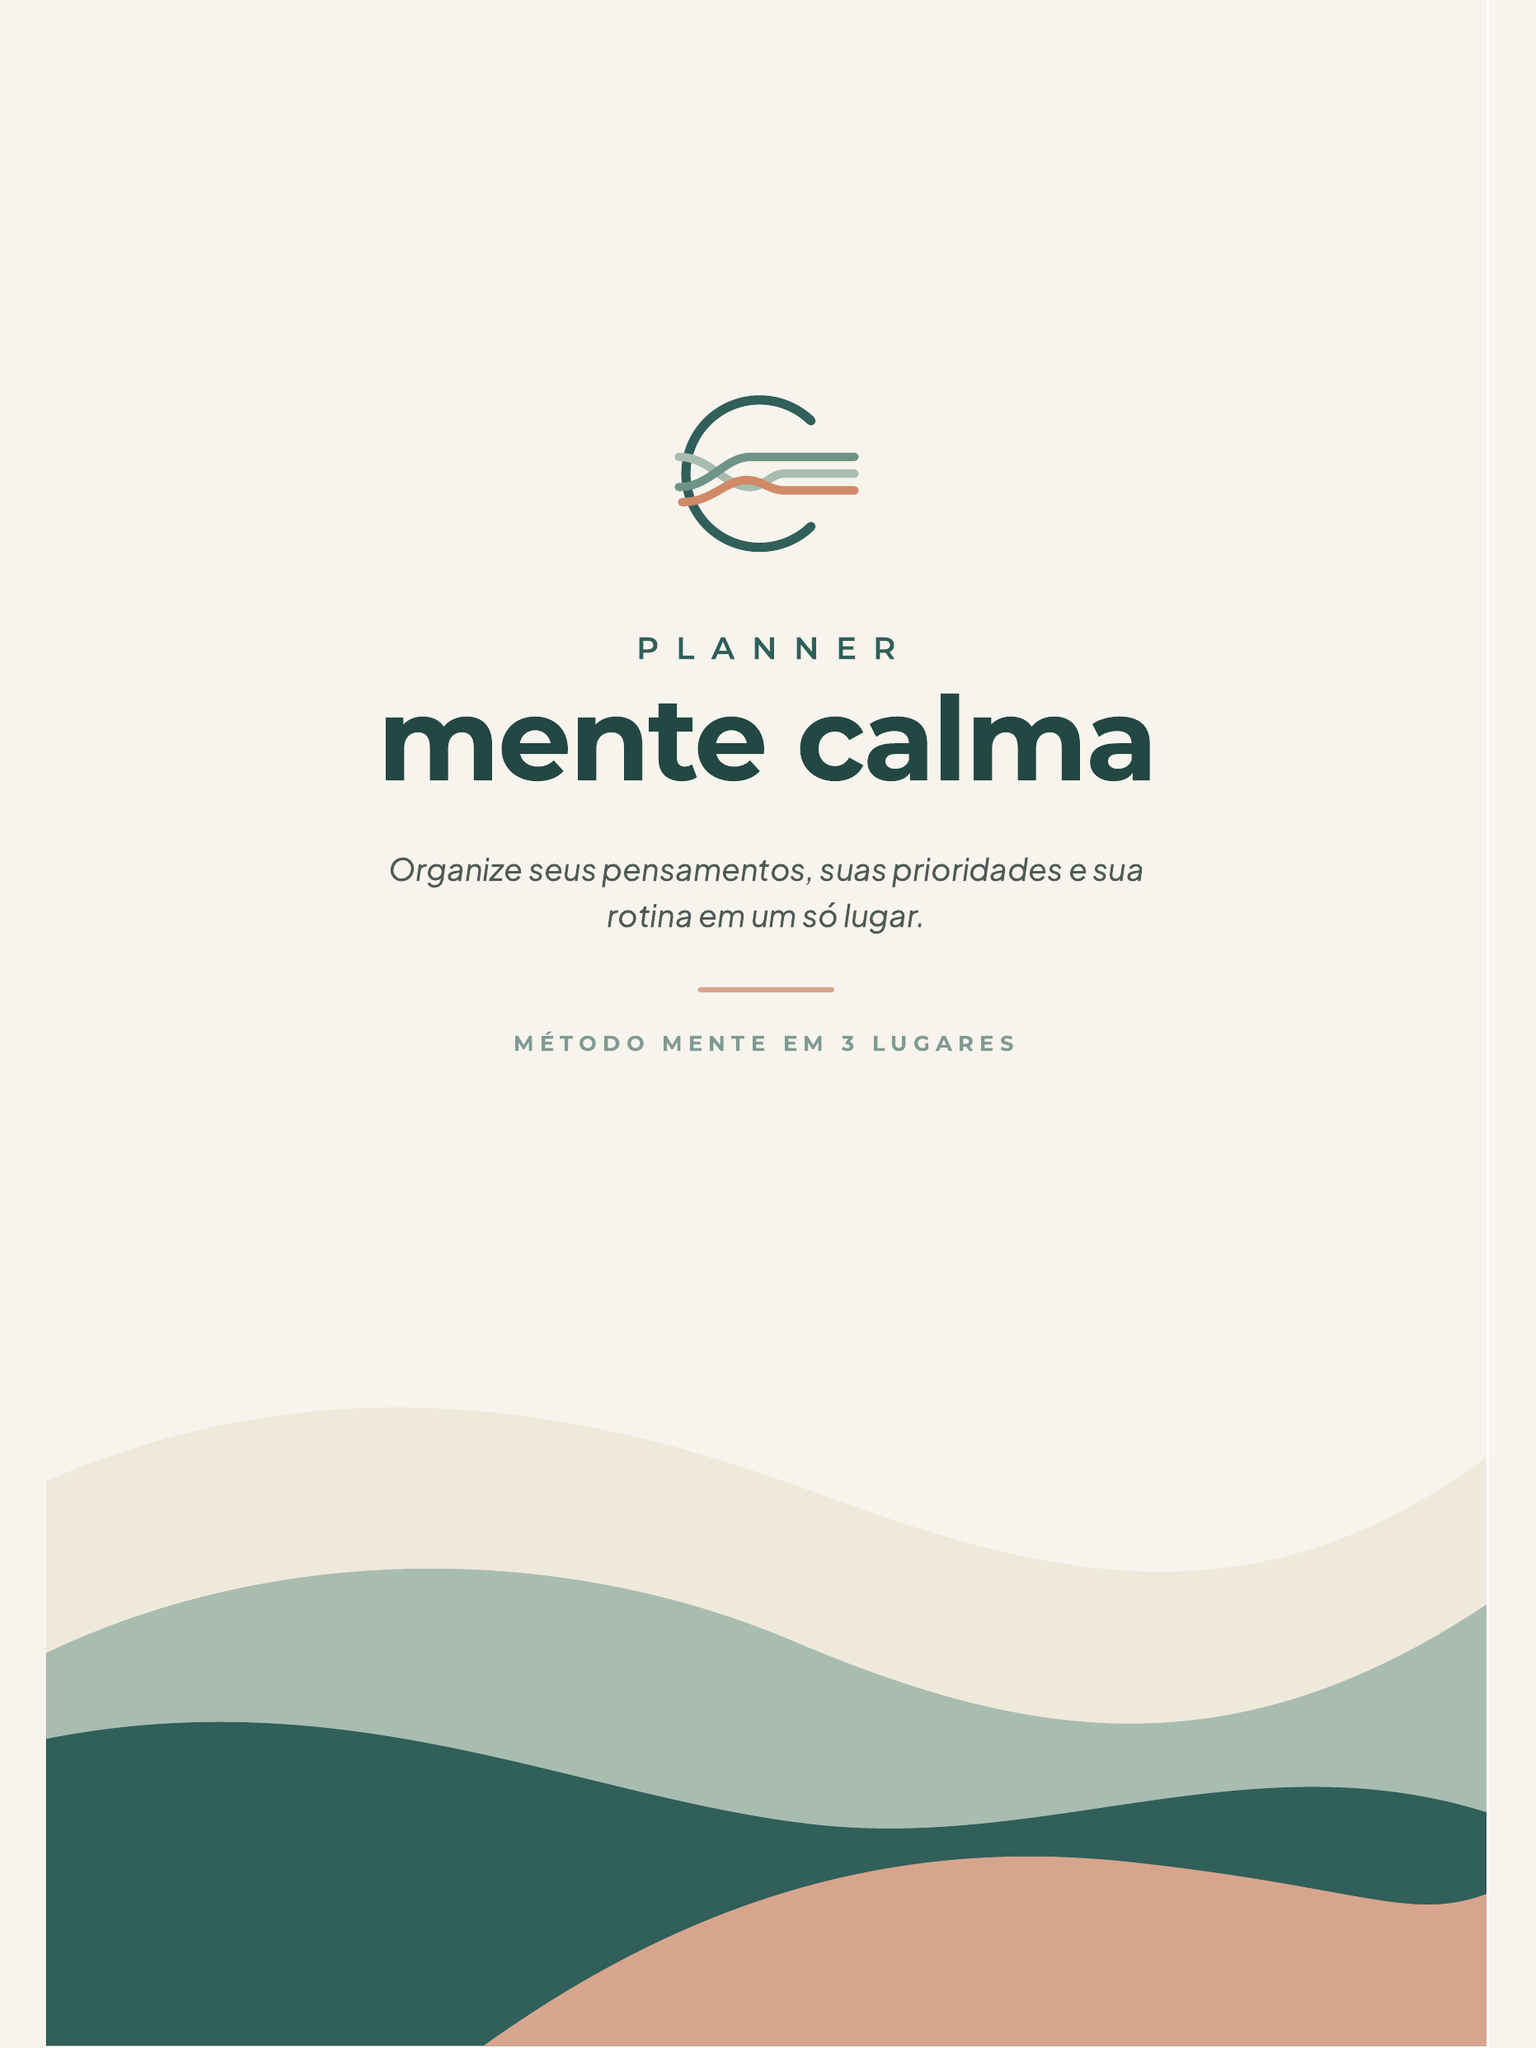 PLANNER
mente calma
Organize seus pensamentos, suas prioridades e sua
rotina em um só lugar.
MÉTODO MENTE EM 3 LUGARES